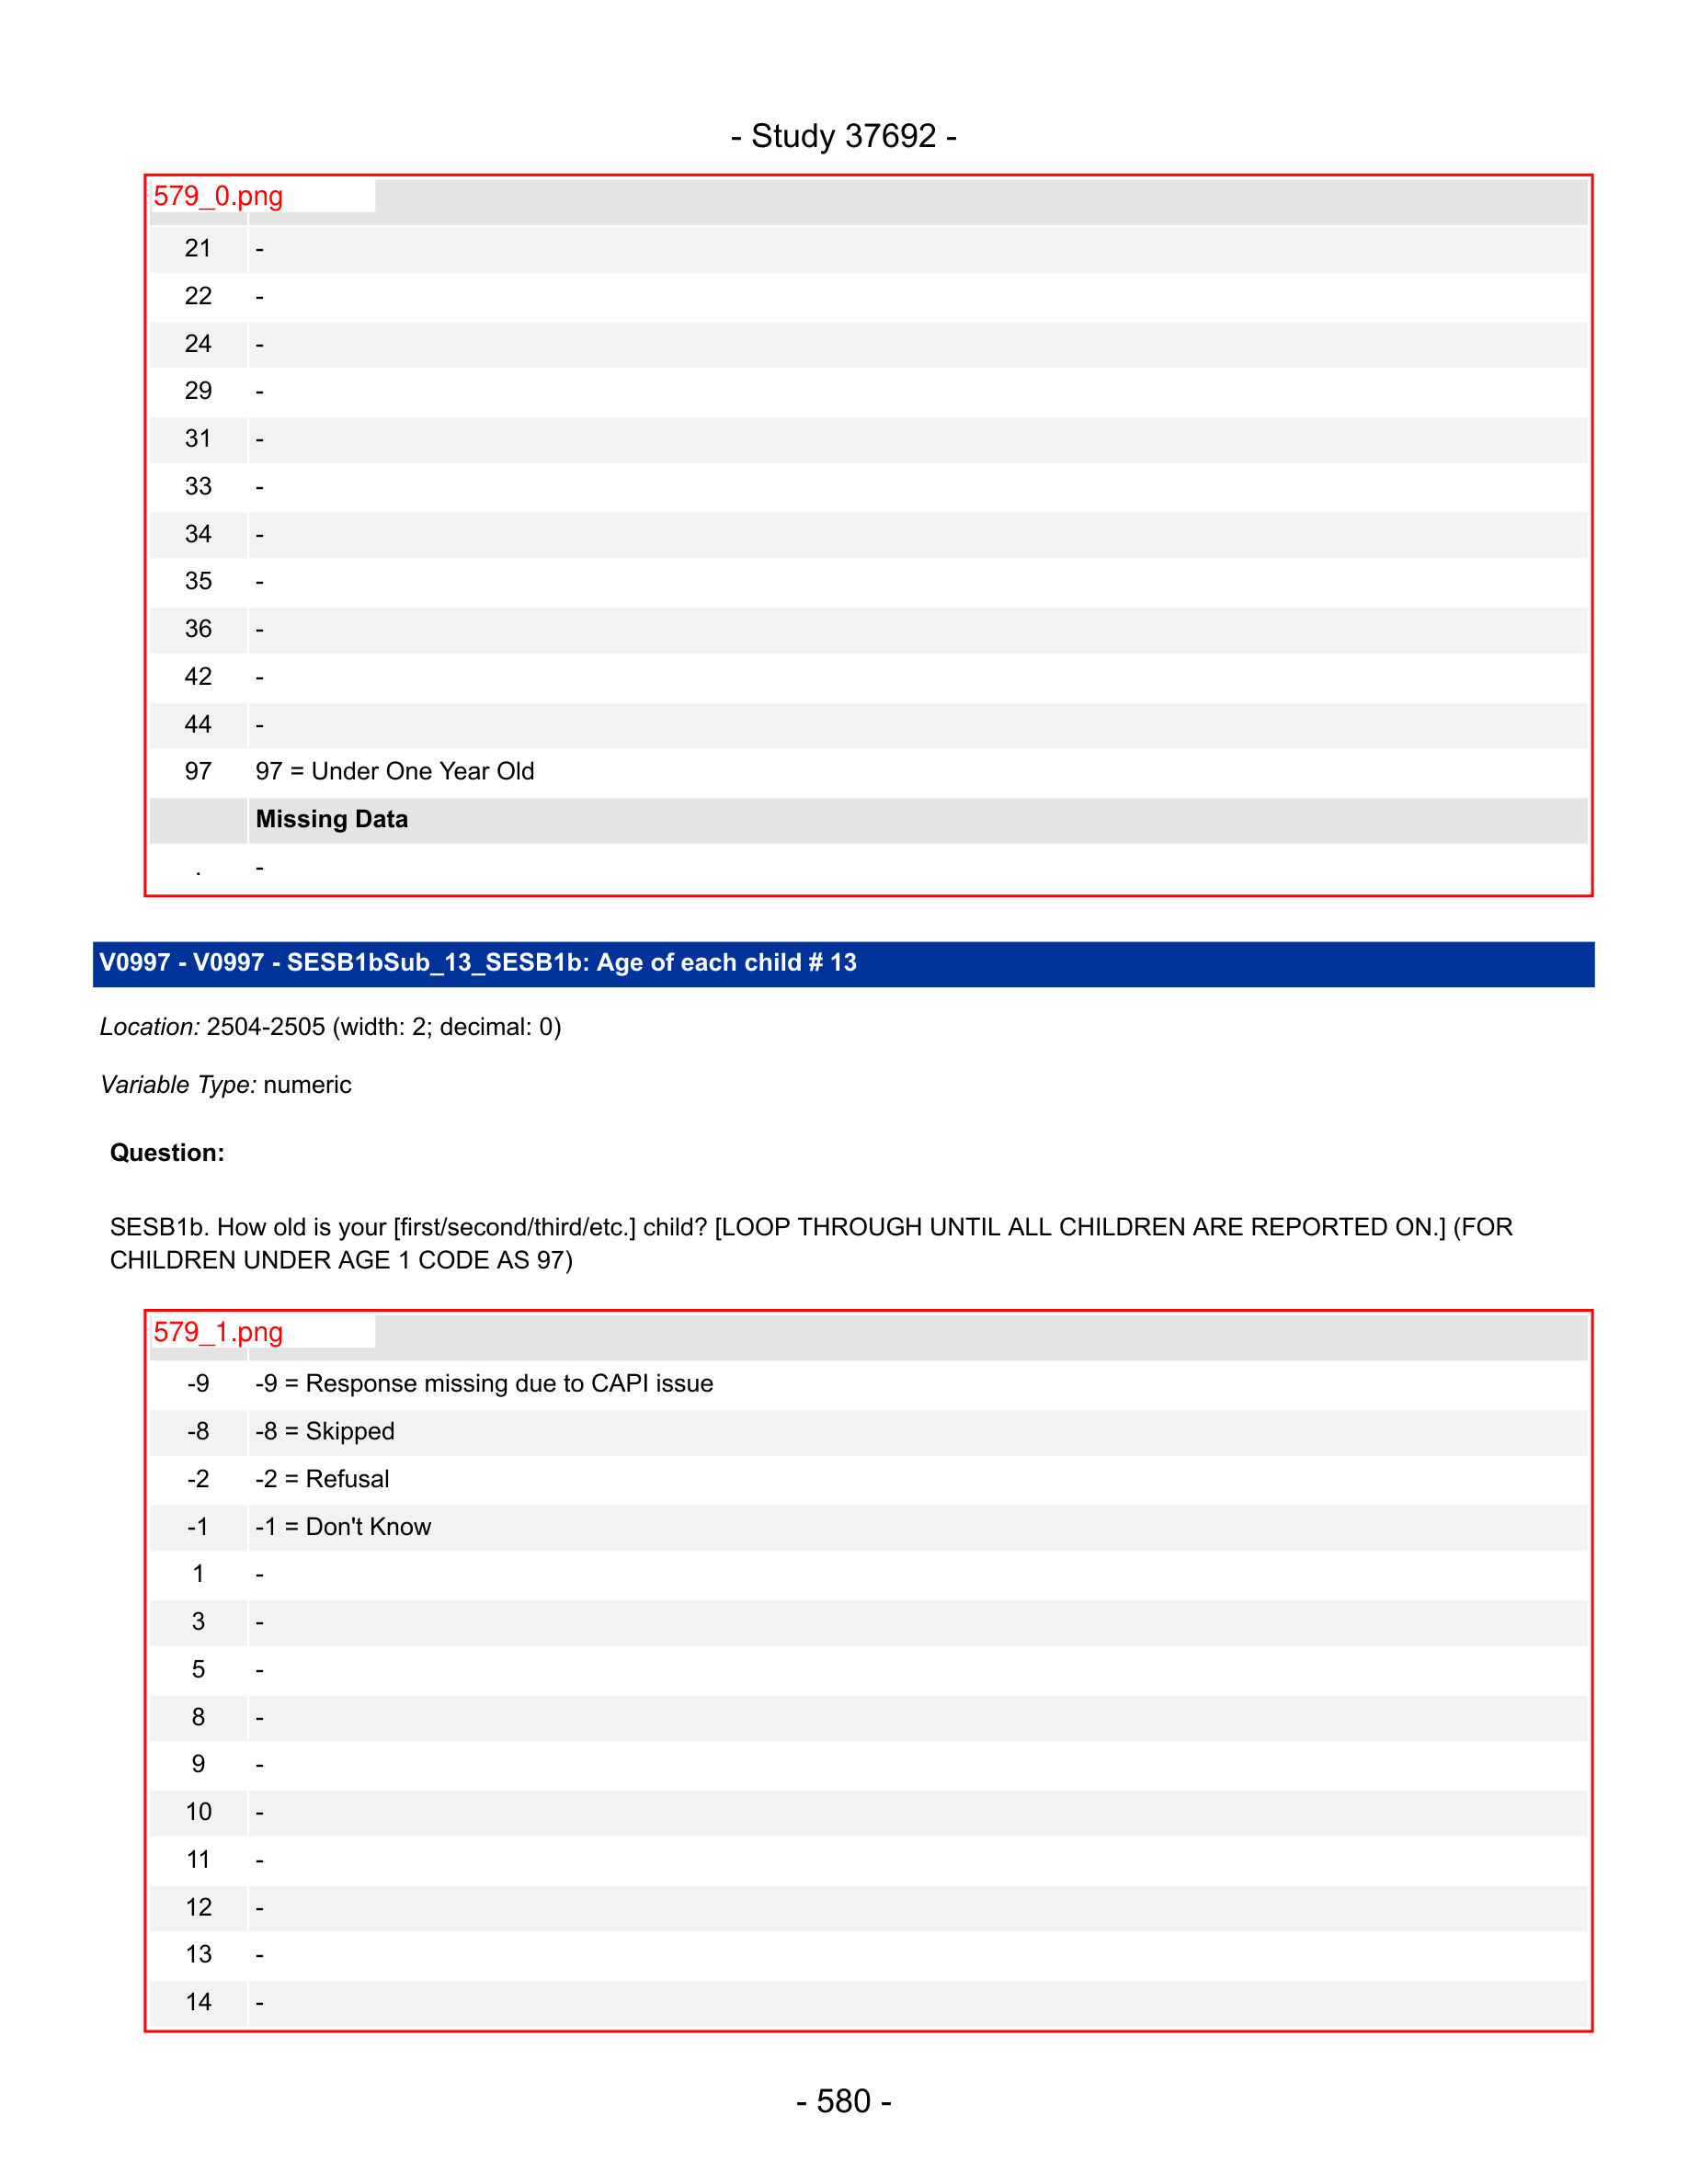 - Study 37692 -
579_0.png
21 -
22 -
24 -
29 -
31 -
33 -
34 -
35 -
36 -
42 -
44 -
97 97 = Under One Year Old
Missing Data
. -
V0997 - V0997 - SESB1bSub_13_SESB1b: Age of each child # 13
Location: 2504-2505 (width: 2; decimal: 0)
Variable Type: numeric
Question:
SESB1b. How old is your [first/second/third/etc.] child? [LOOP THROUGH UNTIL ALL CHILDREN ARE REPORTED ON.] (FOR
CHILDREN UNDER AGE 1 CODE AS 97)
579_1.png
-9 -9 = Response missing due to CAPI issue
-8 -8 = Skipped
-2 -2 = Refusal
-1 -1 = Don't Know
1 -
3 -
5 -
8 -
9 -
10 -
11 -
12 -
13 -
14 -
- 580 -